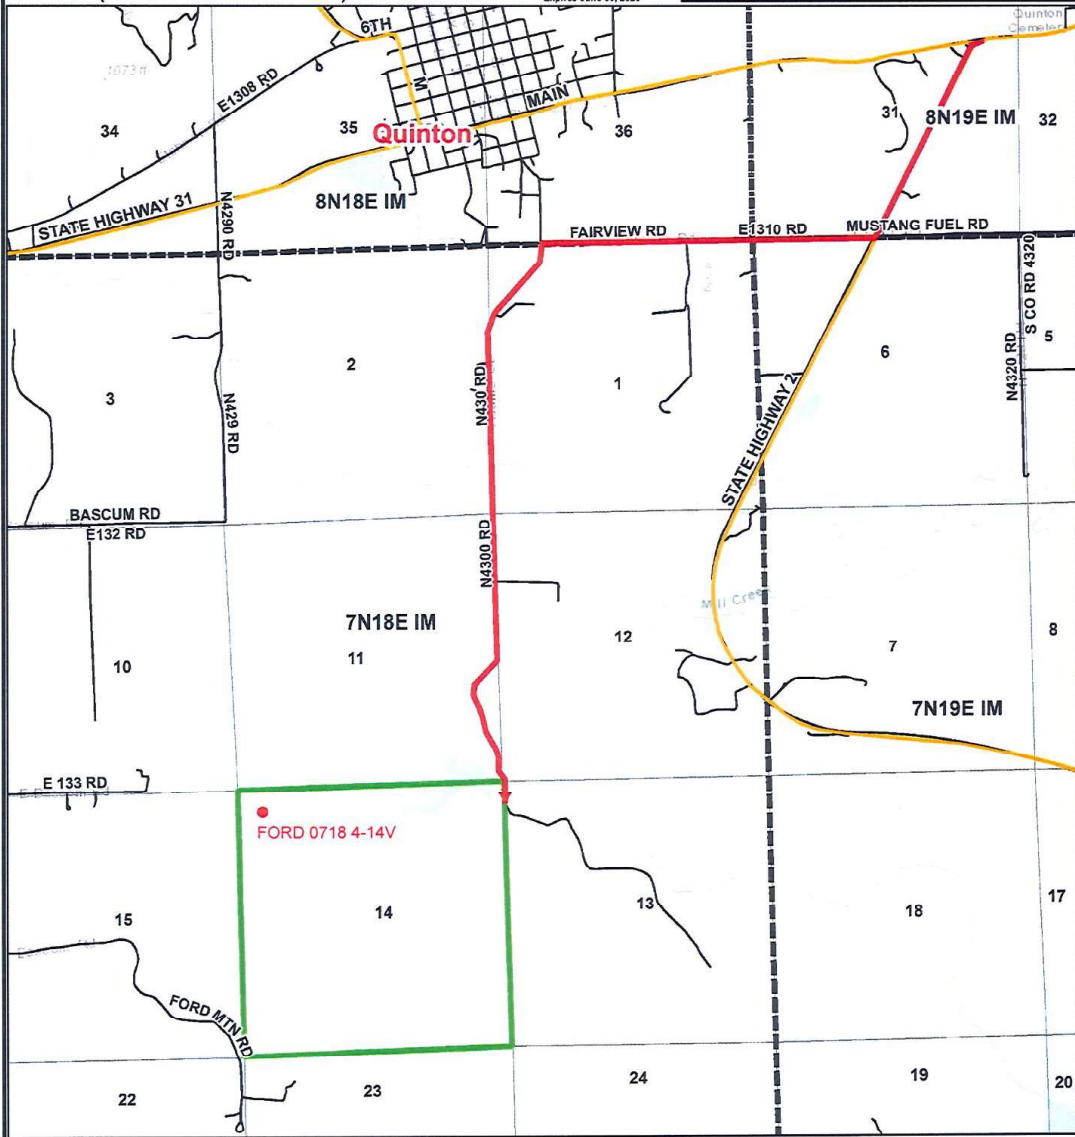 Quinton
Cemetery
6TH
1073 ft
E1308 RD
M
MAIN
34
35
Quinton
36
31
8N19E IM
32
STATE HIGHWAY 31
N4290 RD
8N18E IM
FAIRVIEW RD
E1310 RD
MUSTANG FUEL RD
S CO RD 4320
2
6
5
3
1
N430 RD
N4320 RD
N429 RD
STATE HIGHWAY 2
BASCUM RD
E132 RD
N4300 RD
Mill Creek
7N18E IM
12
8
10
11
7
7N19E IM
E 133 RD
FORD 0718 4-14V
15
14
13
18
17
FORD MTN RD
22
23
24
19
20